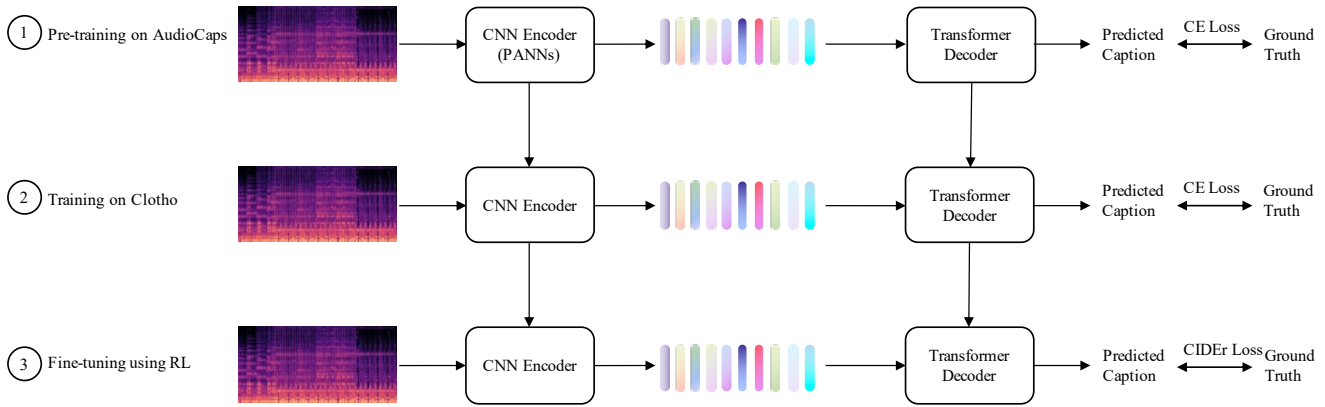 1 Pre-training on AudioCaps
CNN Encoder
(PANNs)
Transformer
Decoder
Predicted
Caption
CE Loss
Ground
Truth
2 Training on Clotho
CNN Encoder
Transformer
Decoder
Predicted
Caption
CE Loss
Ground
Truth
3 Fine-tuning using RL
CNN Encoder
Transformer
Decoder
Predicted
Caption
CIDEr Loss
Ground
Truth